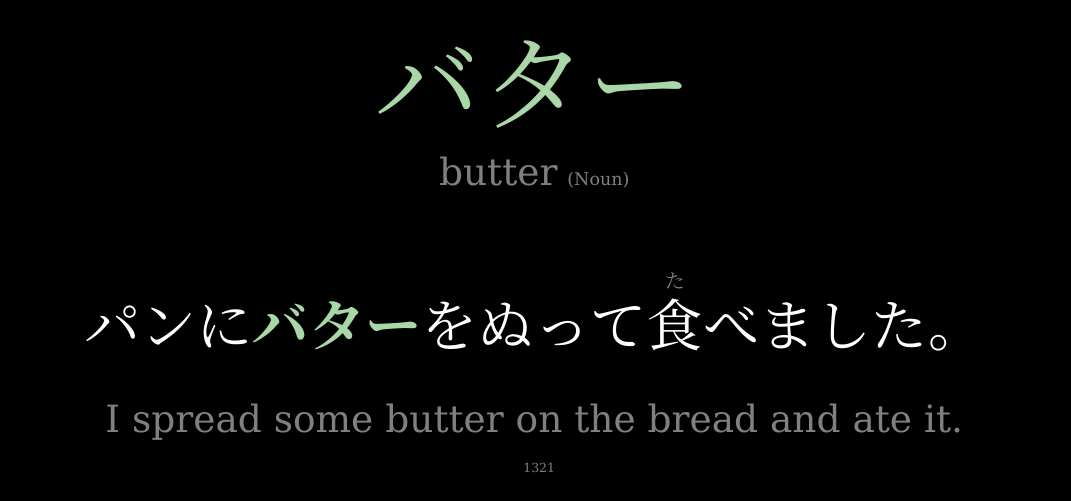 バター
butter (Noun)
た
パンにバターをぬって食べました。
I spread some butter on the bread and ate it.
1321